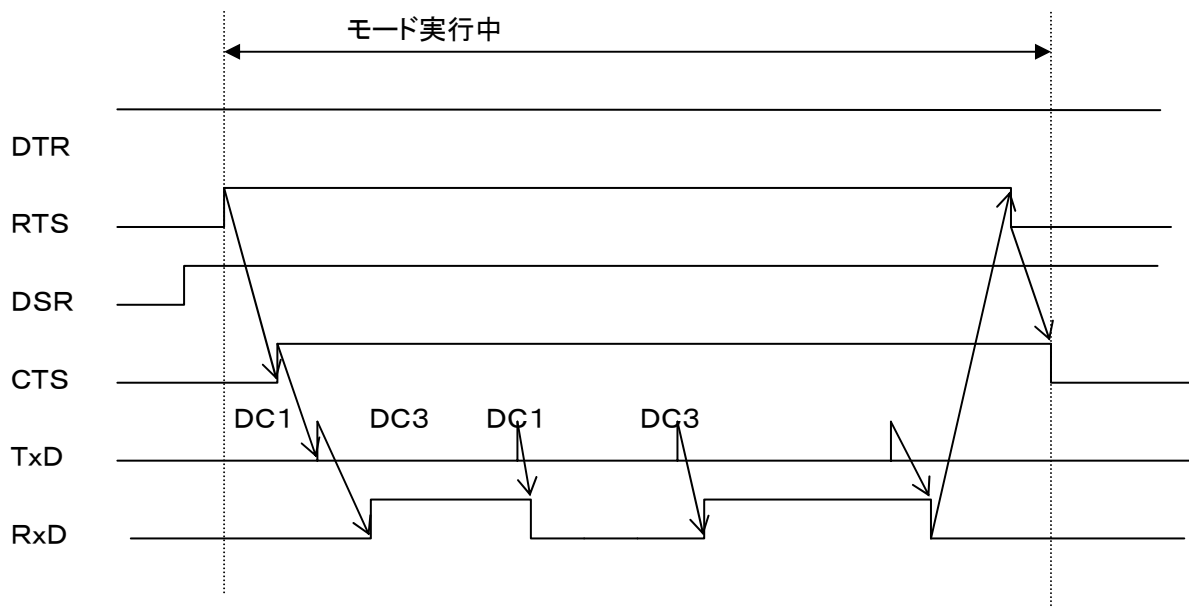 モード実行中
DTR
RTS
DSR
CTS
DC1 DC3 DC1 DC3
TxD
RxD